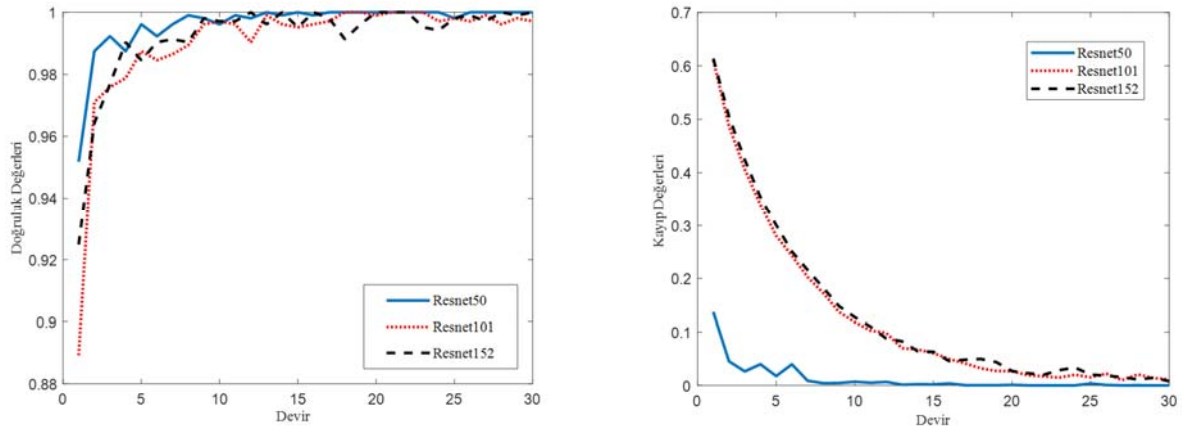 1
0.98
0.96
0.94
0.92
0.9
0.88
Doğruluk Değerleri
Resnet50
Resnet101
Resnet152
0 5 10 15 20 25 30
Devir
0.7
0.6
0.5
0.4
0.3
0.2
0.1
0
Kayıp Değerleri
Resnet50
Resnet101
Resnet152
0 5 10 15 20 25 30
Devir